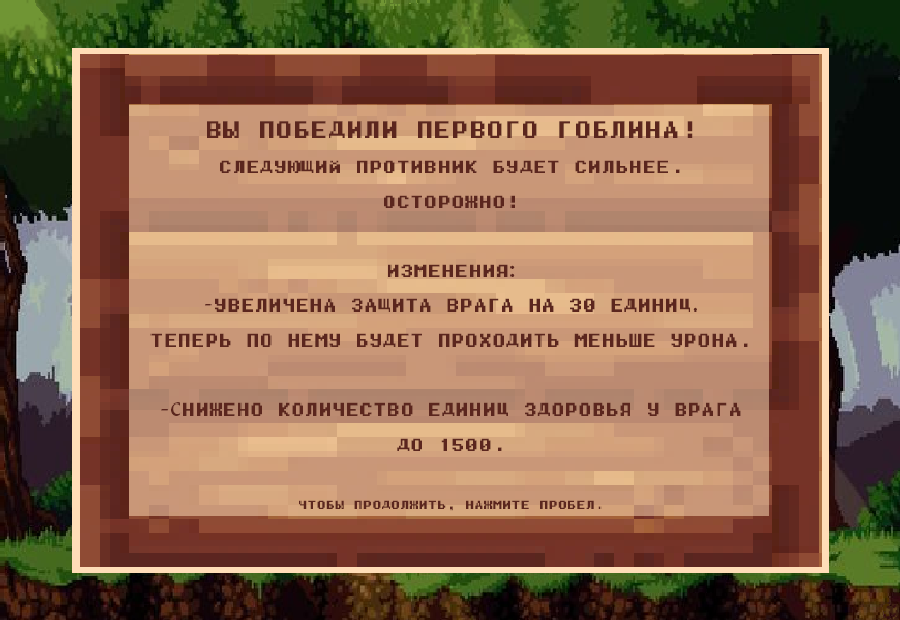 ВЫ ПОБЕДИЛИ ПЕРВОГО ГОБЛИНА!
СЛЕДУЮЩИЙ ПРОТИВНИК БУДЕТ СИЛЬНЕЕ.
ОСТОРОЖНО!
ИЗМЕНЕНИЯ:
-УВЕЛИЧЕНА ЗАЩИТА ВРАГА НА 30 ЕДИНИЦ.
ТЕПЕРЬ ПО НЕМУ БУДЕТ ПРОХОДИТЬ МЕНЬШЕ УРОНА.
-СНИЖЕНО КОЛИЧЕСТВО ЕДИНИЦ ЗДОРОВЬЯ У ВРАГА
ДО 1500.
ЧТОБЫ ПРОДОЛЖИТЬ, НАЖМИТЕ ПРОБЕЛ.